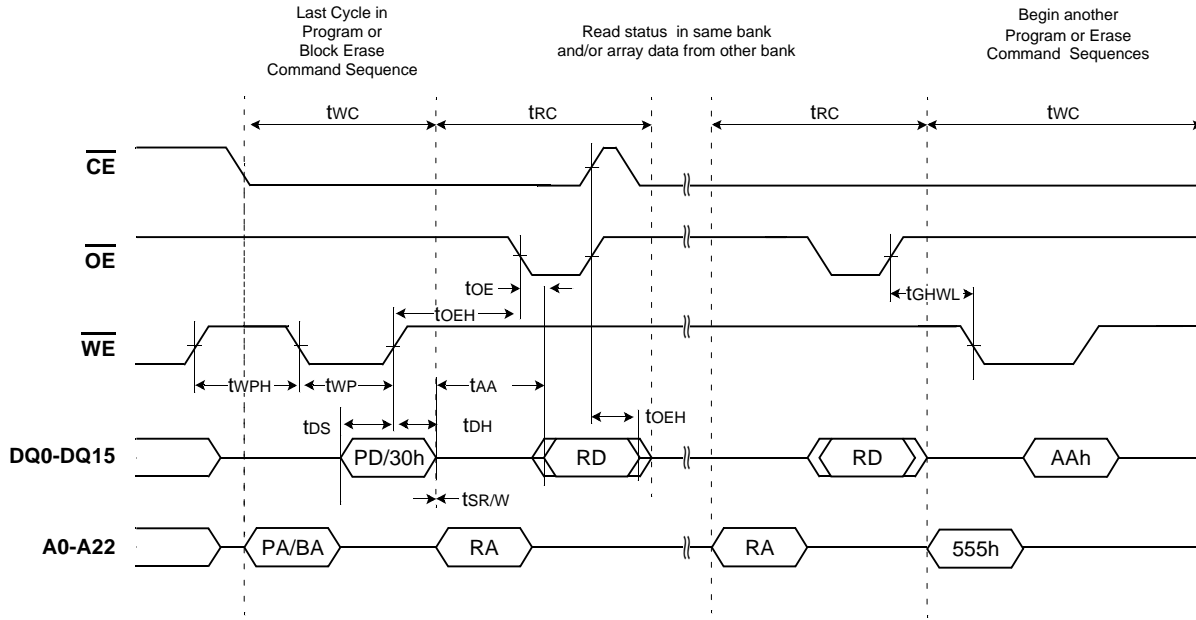 Last Cycle in
Program or
Block Erase
Command Sequence
Read status in same bank
and/or array data from other bank
Begin another
Program or Erase
Command Sequences
tWC
tRC
tRC
tWC
CE
OE
tOE
tOEH
tGHWL
WE
tWPH
tWP
tAA
tDS
tDH
tOEH
DQ0-DQ15
PD/30h
RD
RD
AAh
tSR/W
A0-A22
PA/BA
RA
RA
555h